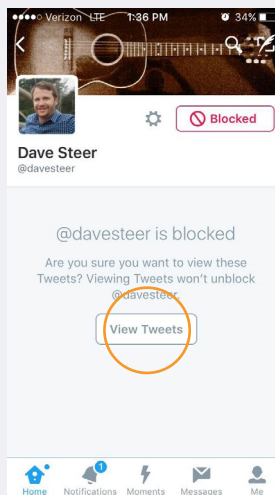 Verizon LTE 1:36 PM 34%
Blocked
Dave Steer
@davesteer
@davesteer is blocked
Are you sure you want to view these
Tweets? Viewing Tweets won't unblock
@davesteer.
View Tweets
1
Home Notifications Moments Messages Me